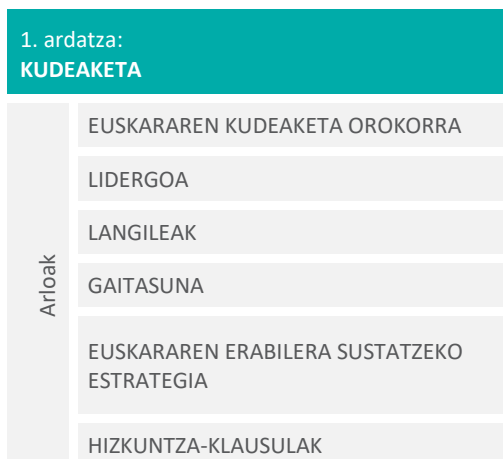 1. ardatza:
KUDEAKETA
Arloak
EUSKARAREN KUDEAKETA OROKORRA
LIDERGOA
LANGILEAK
GAITASUNA
EUSKARAREN ERABILERA SUSTATZEKO
ESTRATEGIA
HIZKUNTZA-KLAUSULAK